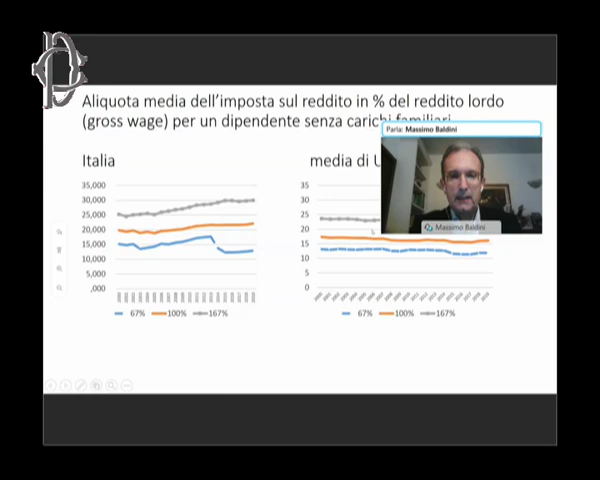 Aliquota media dell'imposta sul reddito in % del reddito lordo
(gross wage) per un dipendente senza carichi familiari
Parla: Massimo Baldini
Italia
media di U
Massimo Baldini
35,000
30,000
25,000
20,000
15,000
10,000
5,000
,000
67% 100% 167%
35
30
25
20
15
10
5
0
67% 100% 167%